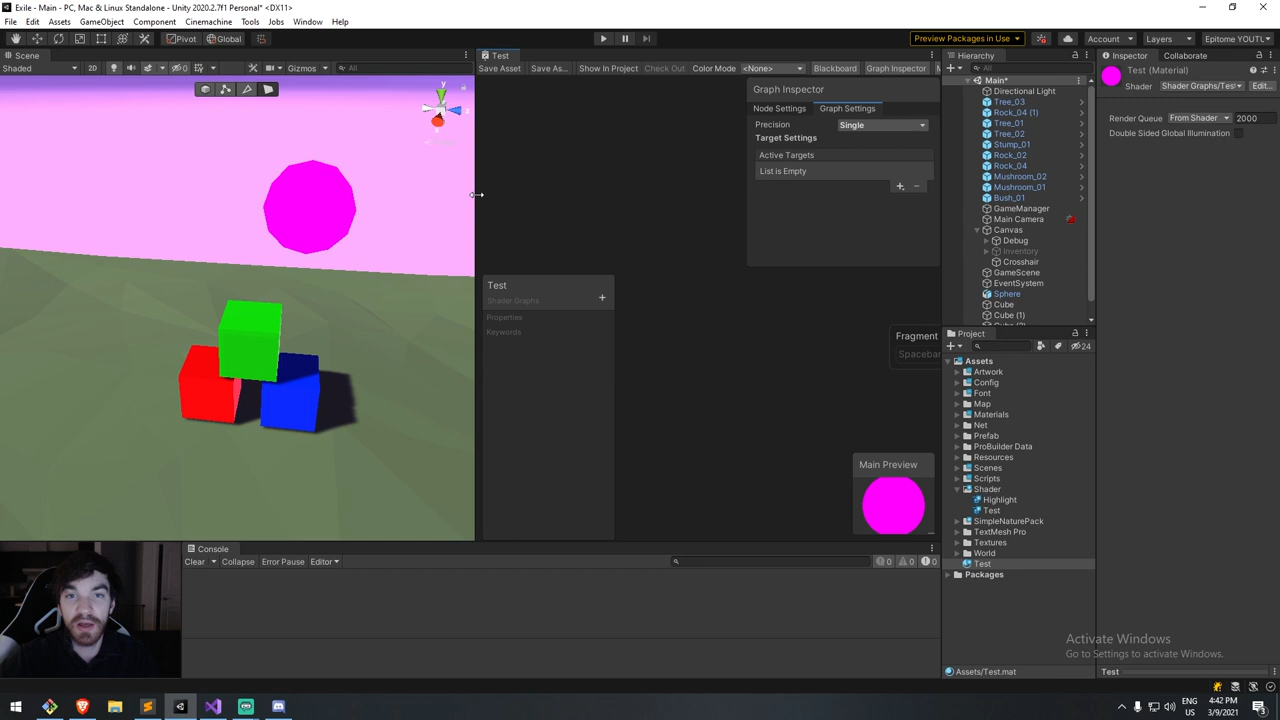 Exile - Main - PC, Mac & Linux Standalone - Unity 2020.2.7f1 Personal* <DX11>
File Edit Assets GameObject Component Cinemachine Tools Jobs Window Help
Pivot Global Preview Packages in Use Account Layers Layout
Scene
Shaded 2D 0 Gizmos All
y
Test
Save Asset Save As... Show In Project Check Out Color Mode <None> Blackboard Graph Inspector
Graph Inspector
Node Settings Graph Settings
Precision Single
Target Settings
Active Targets
List is Empty
Test
Shader Graphs
Properties
Keywords
Fragment
Main Preview
Console
Clear Collapse Error Pause Editor 0 0 0
Hierarchy
All
Main*
Directional Light
Tree_03
Rock_04 (1)
Tree_01
Tree_02
Stump_01
Rock_02
Rock_04
Mushroom_02
Mushroom_01
Bush_01
GameManager
Main Camera
Canvas
Debug
Inventory
Crosshair
GameScene
EventSystem
Sphere
Cube
Cube (1)
Project
24
Assets
Artwork
Config
Font
Map
Materials
Net
Prefab
ProBuilder Data
Resources
Scenes
Scripts
Shader
Highlight
Test
SimpleNaturePack
TextMesh Pro
Textures
World
Test
Packages
Assets/Test.mat
Inspector Collaborate
Test (Material)
Shader Shader Graphs/Test Edit...
Render Queue From Shader 2000
Double Sided Global Illumination
Activate Windows
Go to Settings to activate Windows.
Test
ENG
US
4:42 PM
3/9/2021